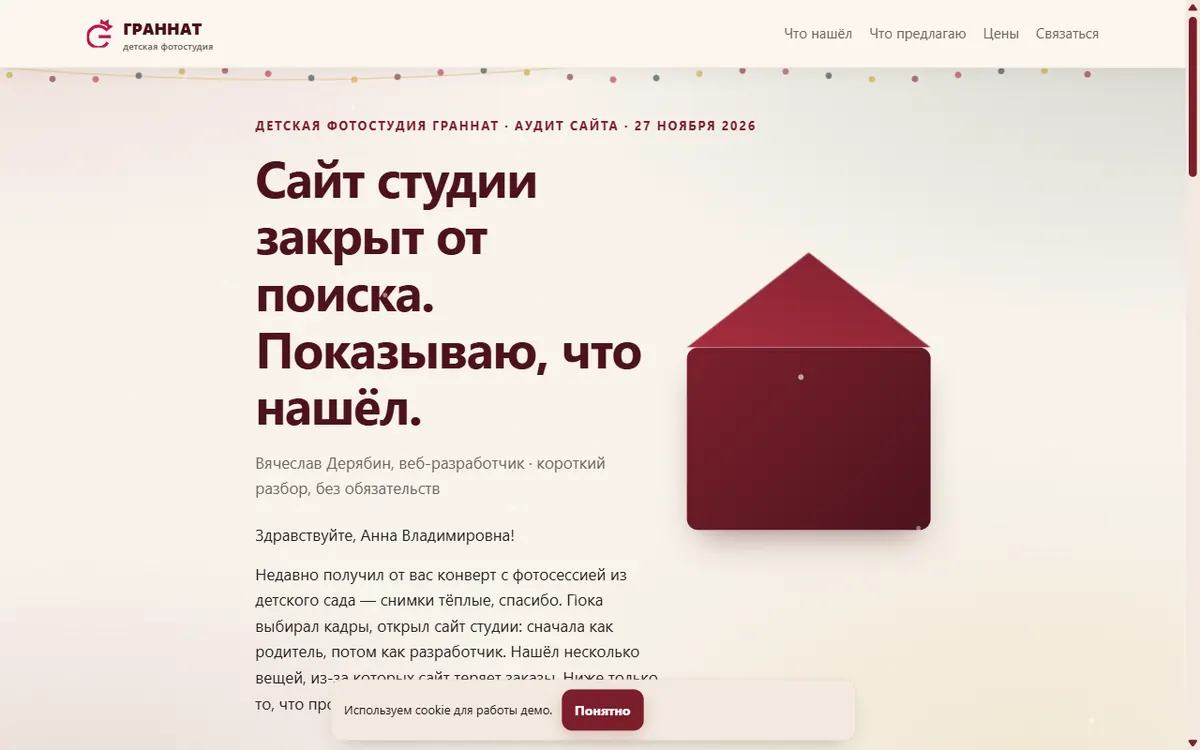 ГРАННАТ
детская фотостудия
Что нашёл Что предлагаю Цены Связаться
ДЕТСКАЯ ФОТОСТУДИЯ ГРАННАТ · АУДИТ САЙТА · 27 НОЯБРЯ 2026
Сайт студии
закрыт от
поиска.
Показываю, что
нашёл.
Вячеслав Дерябин, веб-разработчик · короткий
разбор, без обязательств
Здравствуйте, Анна Владимировна!
Недавно получил от вас конверт с фотосессией из
детского сада — снимки тёплые, спасибо. Пока
выбирал кадры, открыл сайт студии: сначала как
родитель, потом как разработчик. Нашёл несколько
вещей, из-за которых сайт теряет заказы. Ниже только
то, что
Используем cookie для работы демо. Понятно